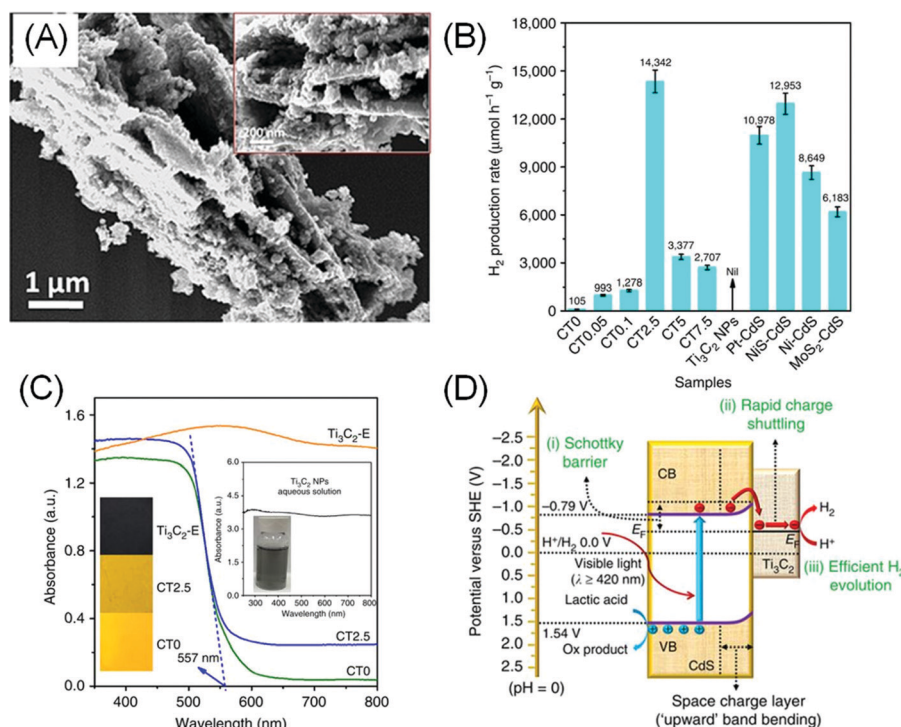 (A)
200 nm
1 μm
(B)
H₂ production rate (μmol h⁻¹ g⁻¹)
18,000
15,000
12,000
9,000
6,000
3,000
0
105
993
1,278
14,342
3,377
2,707
Nil
10,978
12,953
8,649
6,183
CT0
CT0.05
CT0.1
CT2.5
CT5
CT7.5
Ti₃C₂ NPs
Pt-CdS
NiS-CdS
Ni-CdS
MoS₂-CdS
Samples
(C)
Absorbance (a.u.)
1.6
1.2
0.8
0.4
0.0
Ti₃C₂-E
Ti₃C₂-E
CT2.5
CT0
557 nm
Absorbance (a.u.)
6.0
4.5
3.0
1.5
0.0
Ti₃C₂ NPs
aqueous solution
300 400 500 600 700 800
Wavelength (nm)
CT2.5
CT0
400 500 600 700 800
Wavelength (nm)
(D)
Potential versus SHE (V)
−2.5
−2.0
−1.5
−1.0
−0.5
0.0
0.5
1.0
1.5
2.0
2.5
(pH = 0)
(i) Schottky
barrier
(ii) Rapid charge
shuttling
CB
−0.79 V
E_F
H⁺/H₂ 0.0 V
Visible light
(λ ≥ 420 nm)
Lactic acid
1.54 V
Ox product
VB
CdS
H₂
E_F
H⁺
Ti₃C₂
(iii) Efficient H₂
evolution
Space charge layer
('upward' band bending)